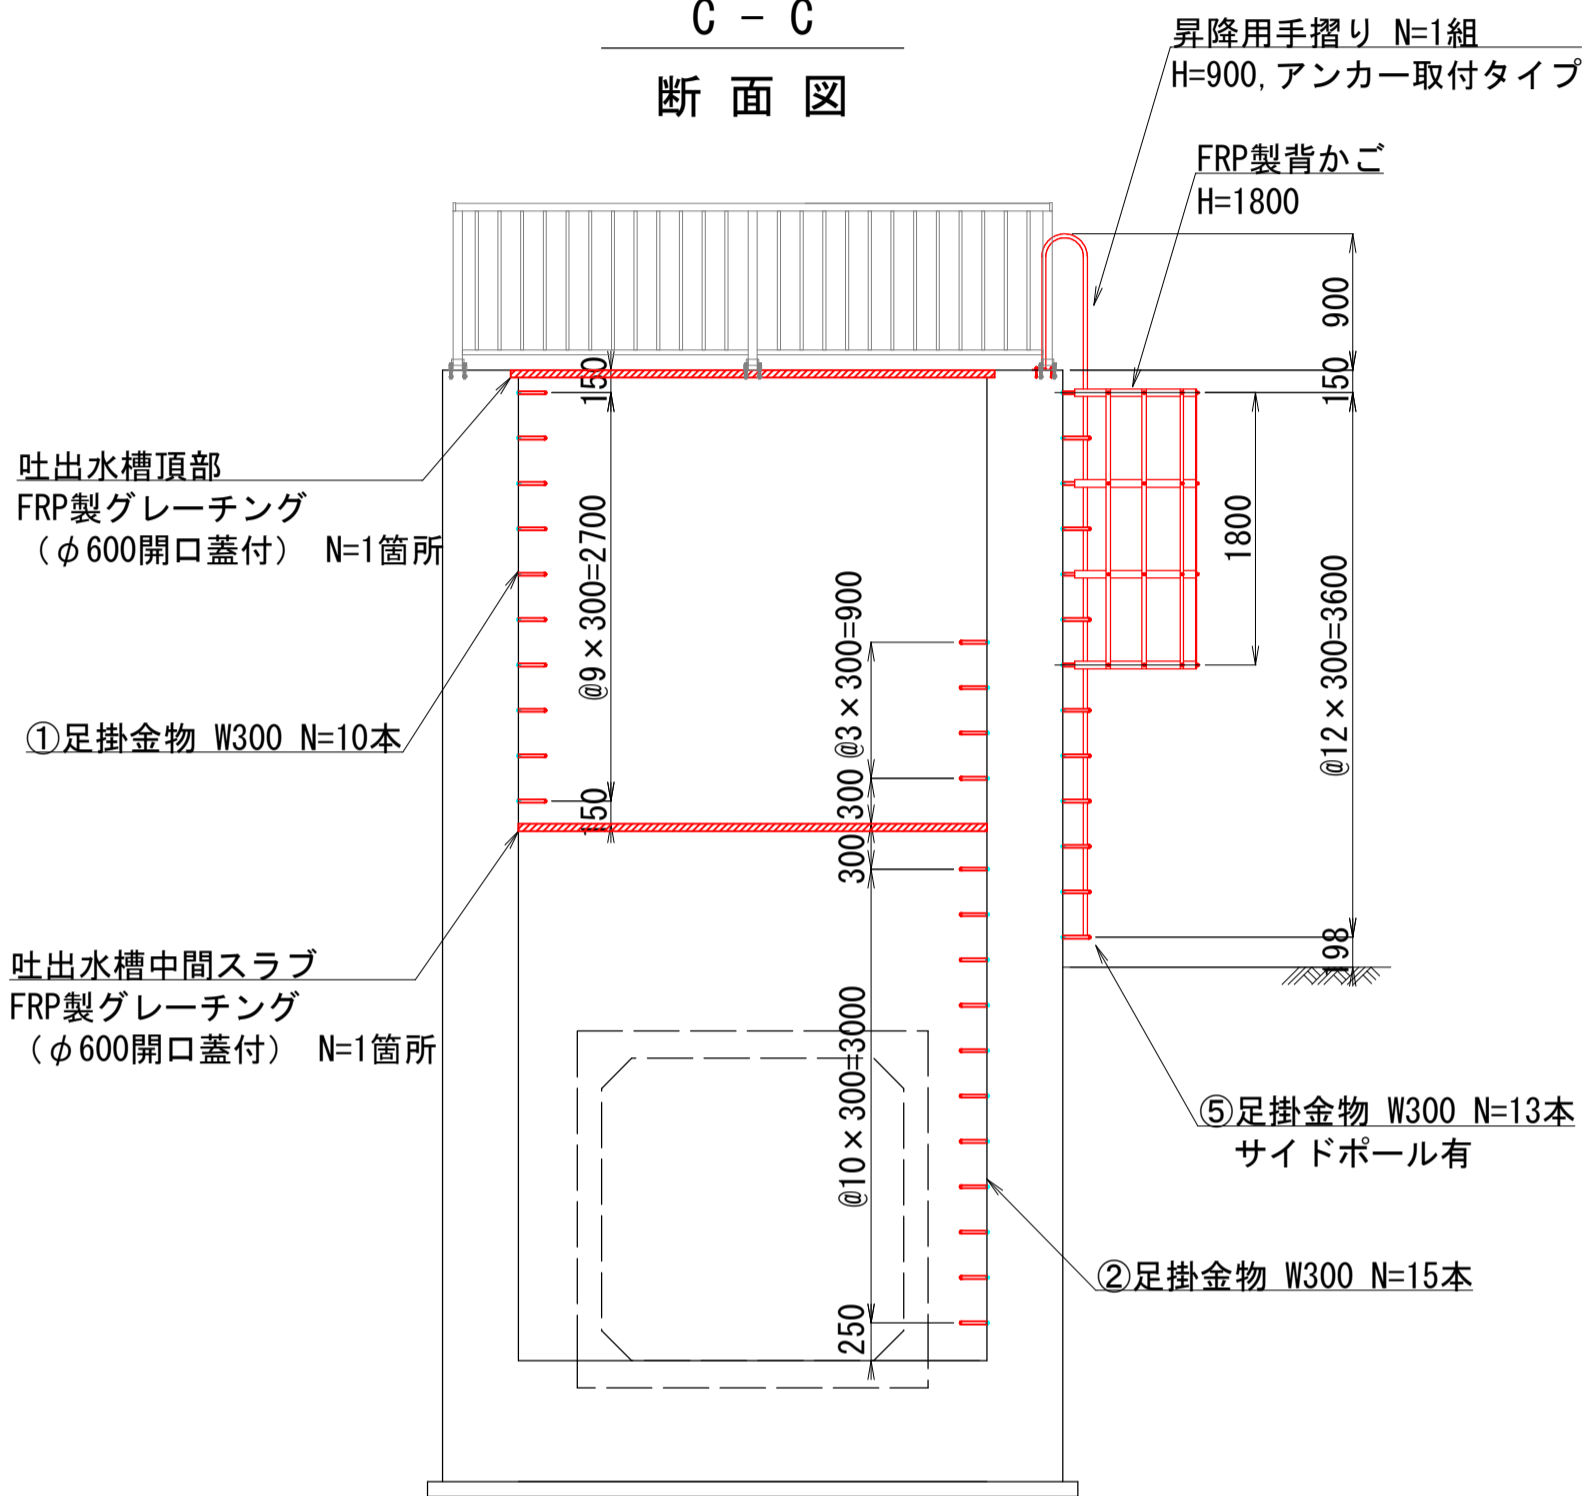 C - C
断面図
昇降用手摺り N=1組
H=900, アンカー取付タイプ
FRP製背かご
H=1800
900
150
150
吐出水槽頂部
FRP製グレーチング
（φ600開口蓋付） N=1箇所
@9×300=2700
1800
@12×300=3600
@3×300=900
①足掛金物 W300 N=10本
150
300
300
吐出水槽中間スラブ
FRP製グレーチング
（φ600開口蓋付） N=1箇所
198
@10×300=3000
⑤足掛金物 W300 N=13本
サイドポール有
②足掛金物 W300 N=15本
250